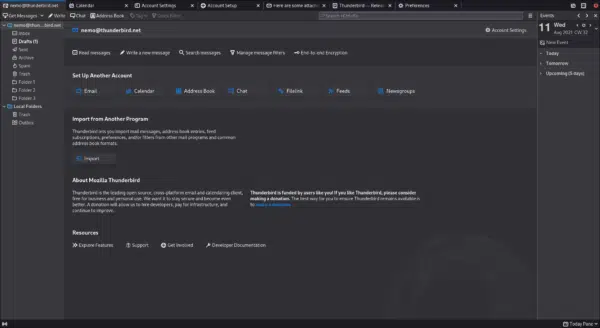 nemo@thunderbird.net
Calendar
Account Settings
Account Setup
Here are some attach
Thunderbird — Remo
Preferences
Get Messages
Write
Chat
Address Book
Tag
Quick Filter
Events
nemo@thun...bird.net
Inbox
Drafts (1)
Sent
Archive
Spam
Trash
Folder 1
Folder 2
Folder 3
Local Folders
Trash
Outbox
nemo@thunderbird.net
Account Settings
Read messages
Write a new message
Search messages
Manage message filters
End-to-end Encryption
Set Up Another Account
Email
Calendar
Address Book
Chat
Filelink
Feeds
Newsgroups
Import from Another Program
Thunderbird lets you import mail messages, address book entries, feed
subscriptions, preferences, and/or filters from other mail programs and common
address book formats.
Import
About Mozilla Thunderbird
Thunderbird is the leading open source, cross-platform email and calendaring client,
free for business and personal use. We want it to stay secure and become even
better. A donation will allow us to hire developers, pay for infrastructure, and
continue to improve.
Thunderbird is funded by users like you! If you like Thunderbird, please consider
making a donation. The best way for you to ensure Thunderbird remains available
is to make a donation.
Resources
Explore Features
Support
Get Involved
Developer Documentation
11
Wed
Aug 2021 CW 32
New Event
Today
Tomorrow
Upcoming (5 days)
Today Pane